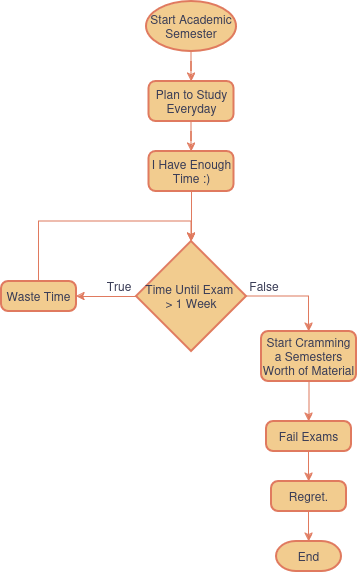 Start Academic
Semester
Plan to Study
Everyday
I Have Enough
Time :)
Time Until Exam
> 1 Week
True
False
Waste Time
Start Cramming
a Semesters
Worth of Material
Fail Exams
Regret.
End